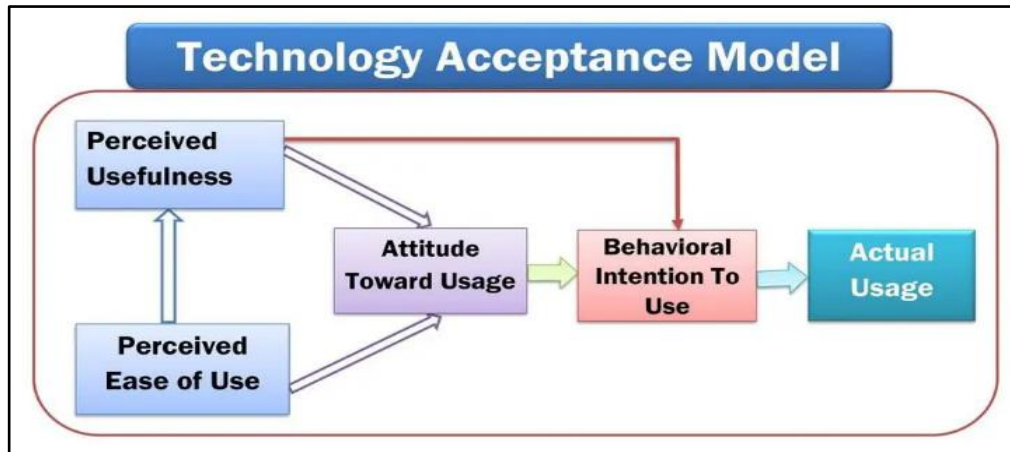 Technology Acceptance Model
Perceived
Usefulness
Attitude
Toward Usage
Behavioral
Intention To
Use
Actual
Usage
Perceived
Ease of Use